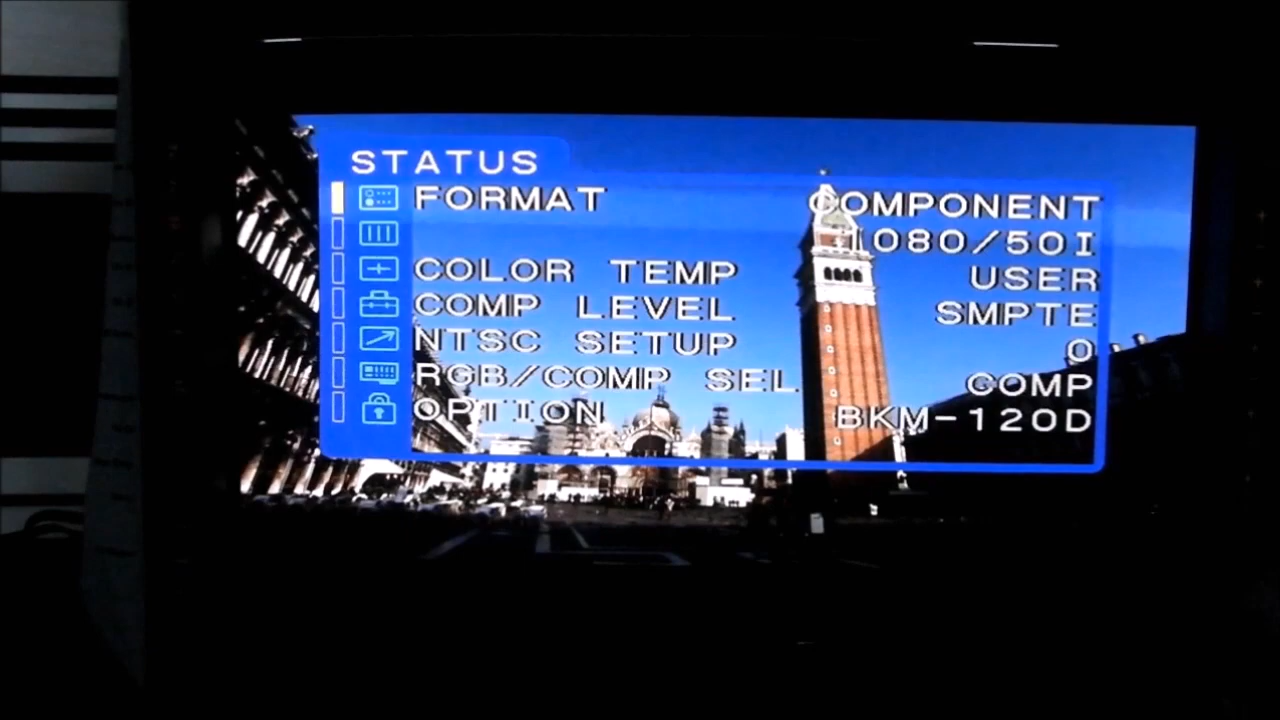 STATUS
FORMAT COMPONENT
1080/50I
COLOR TEMP USER
COMP LEVEL SMPTE
NTSC SETUP 0
RGB/COMP SEL COMP
OPTION BKM-120D